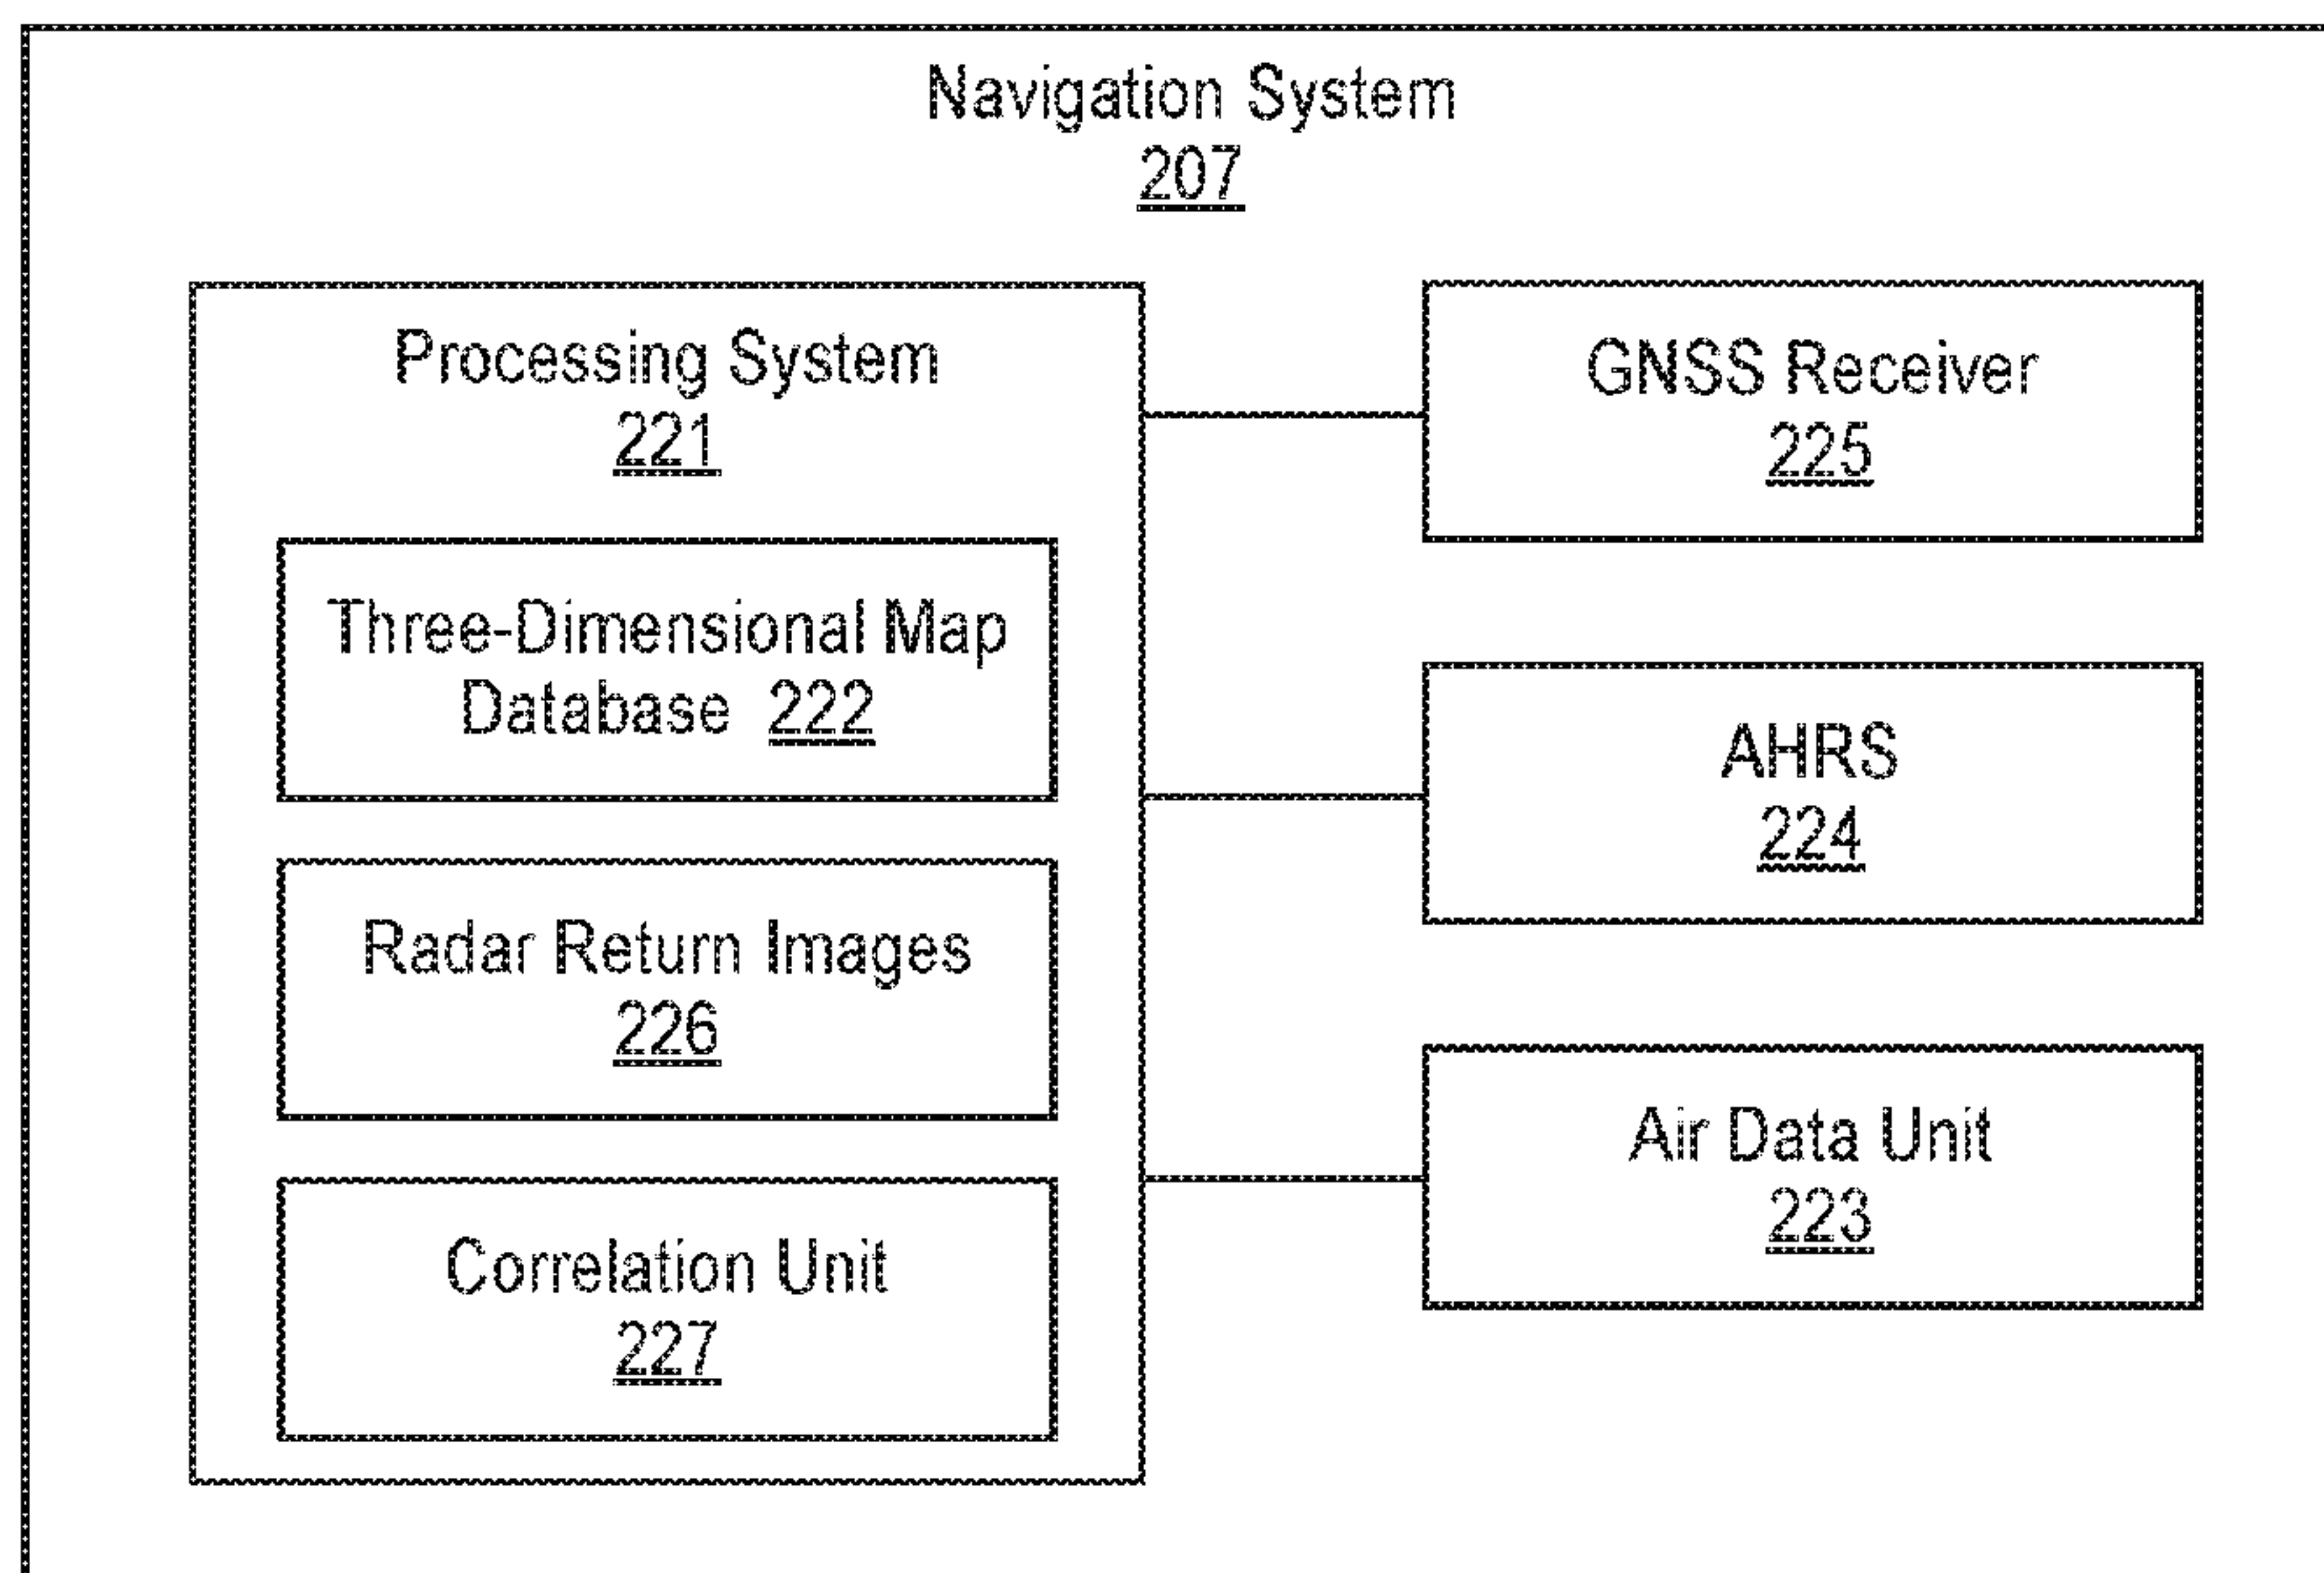 Navigation System
207
Processing System
221
Three-Dimensional Map
Database 222
Radar Return Images
226
Correlation Unit
227
GNSS Receiver
225
AHRS
224
Air Data Unit
223